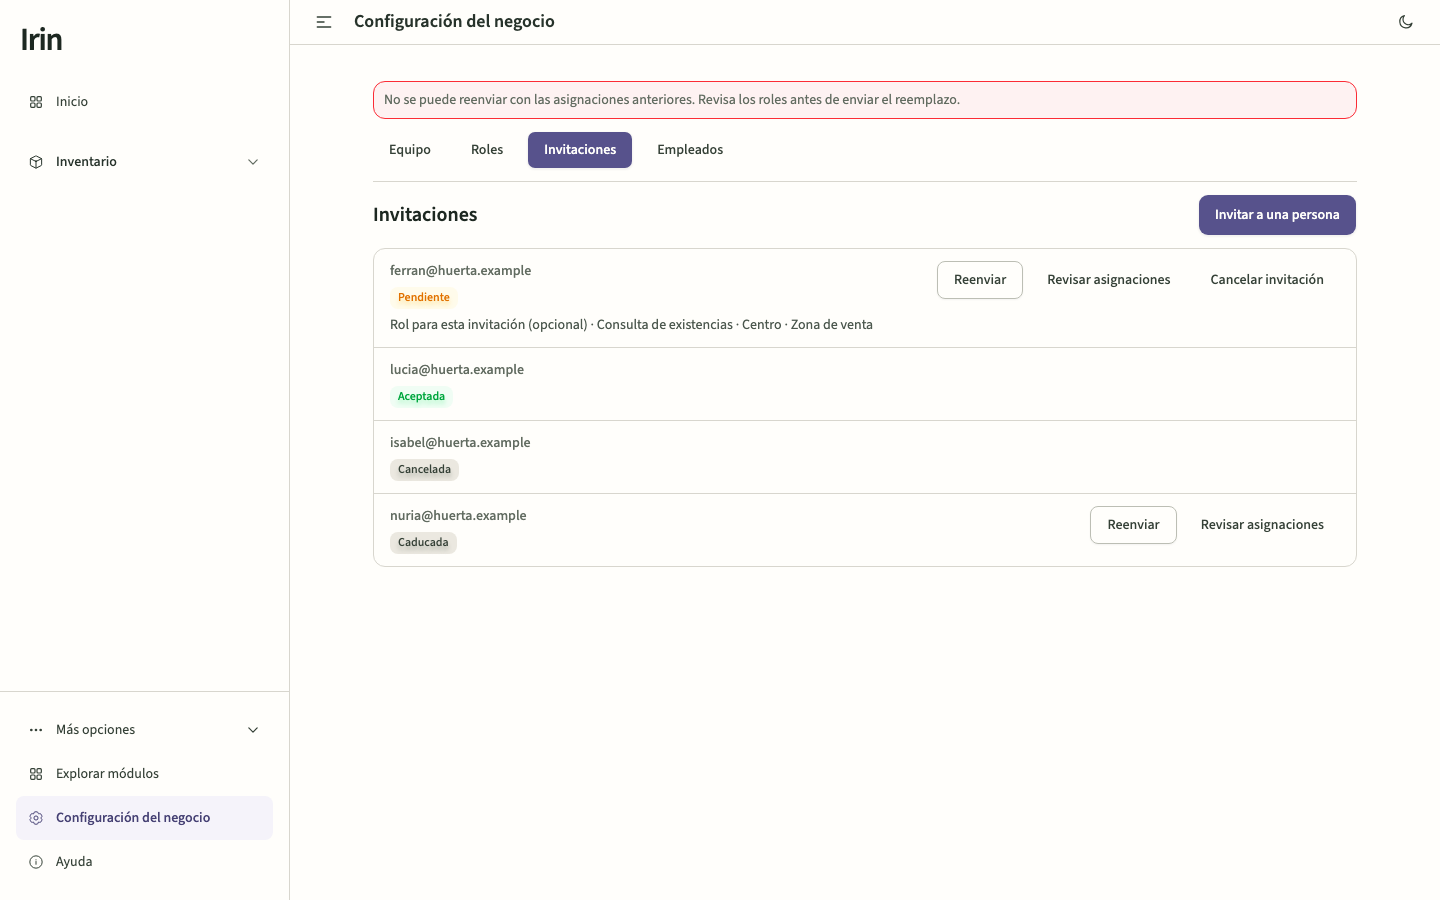 Irin
Inicio
Inventario
Más opciones
Explorar módulos
Configuración del negocio
Ayuda
Configuración del negocio
No se puede reenviar con las asignaciones anteriores. Revisa los roles antes de enviar el reemplazo.
Equipo Roles Invitaciones Empleados
Invitaciones
Invitar a una persona
ferran@huerta.example
Pendiente
Rol para esta invitación (opcional) · Consulta de existencias · Centro · Zona de venta
Reenviar Revisar asignaciones Cancelar invitación
lucia@huerta.example
Aceptada
isabel@huerta.example
Cancelada
nuria@huerta.example
Caducada
Reenviar Revisar asignaciones